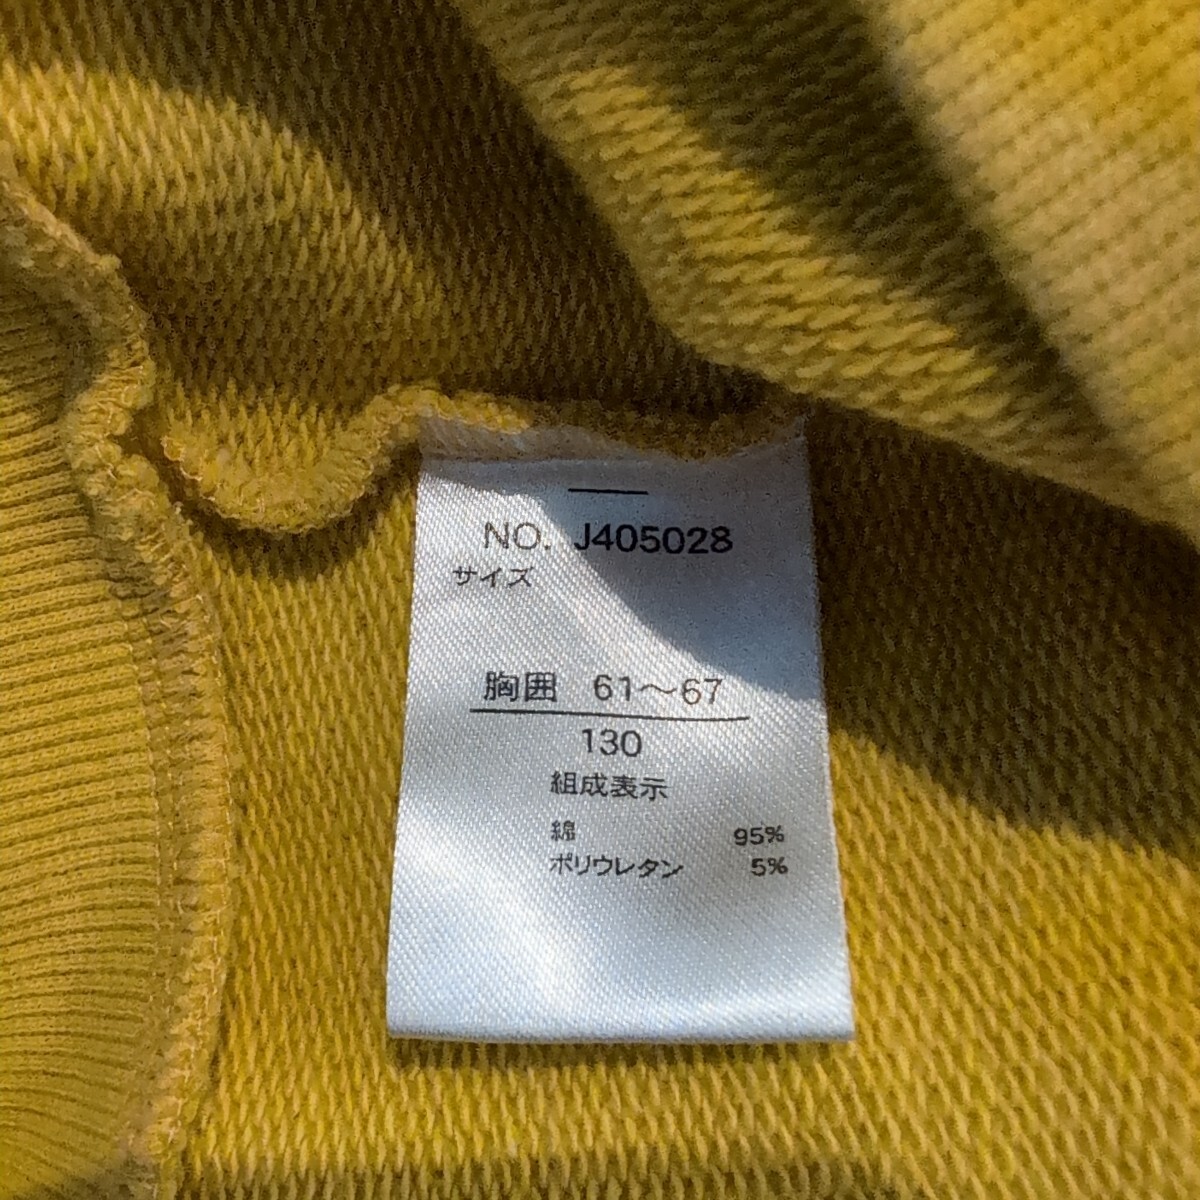 NO. J405028
サイズ
胸囲 61～67
130
組成表示
綿 95%
ポリウレタン 5%